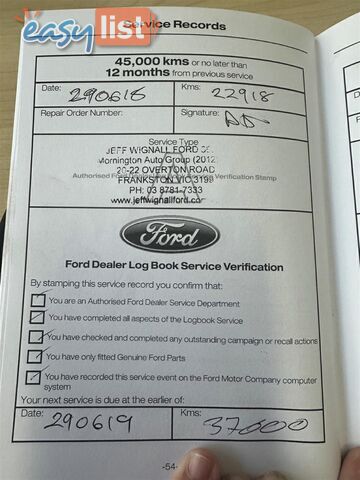 easylist
Service Records
45,000 kms or no later than
12 months from previous service
Date: 290618 Kms: 22918
Repair Order Number: Signature:
Service Type
JEFF WIGNALL FORD
Mornington Auto Group (2012)
20-22 OVERTON ROAD
Authorised Ford Service Verification Stamp
FRANKSTON VIC 3199
PH: 03 8781-7333
www.jeffwignallford.com
Ford
Ford Dealer Log Book Service Verification
By stamping this service record you confirm that:
You are an Authorised Ford Dealer Service Department
You have completed all aspects of the Logbook Service
You have checked and completed any outstanding campaign or recall actions
You have only fitted Genuine Ford Parts
You have recorded this service event on the Ford Motor Company computer
system
Your next service is due at the earlier of:
Date: 290619 Kms: 37000
-54-